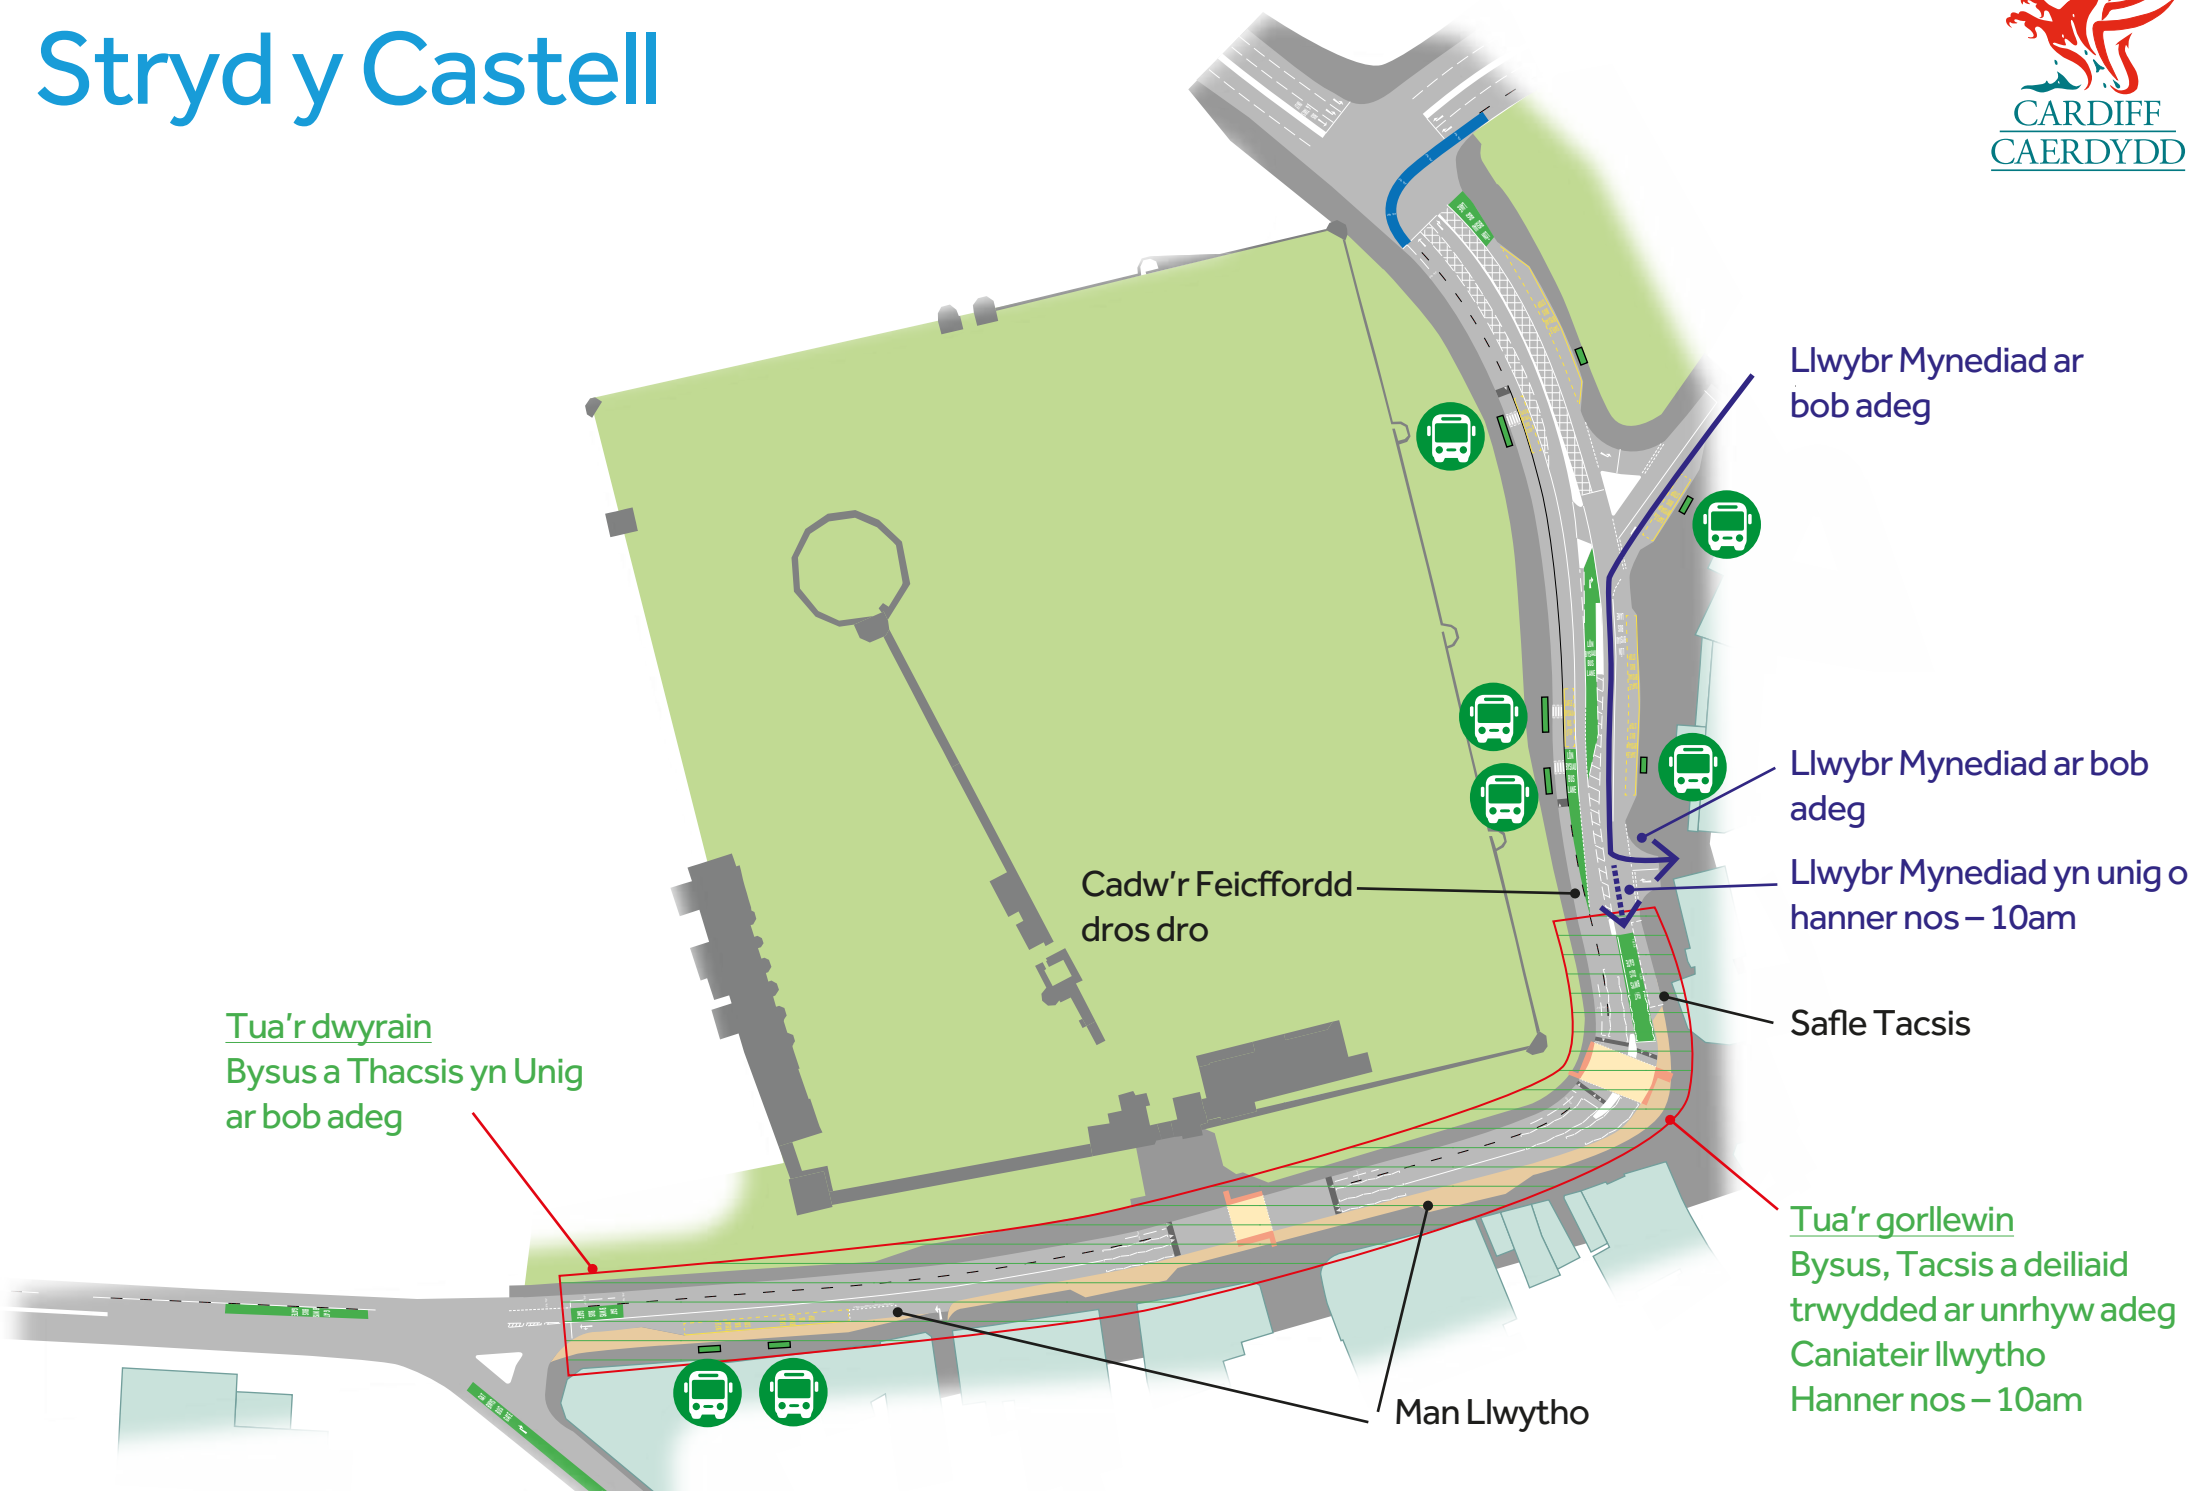 Stryd y Castell
CARDIFF
CAERDYDD
Llwybr Mynediad ar
bob adeg
Llwybr Mynediad ar bob
adeg
Llwybr Mynediad yn unig o
hanner nos – 10am
Cadw'r Feicffordd
dros dro
Safle Tacsis
Tua'r dwyrain
Bysus a Thacsis yn Unig
ar bob adeg
Tua'r gorllewin
Bysus, Tacsis a deiliaid
trwydded ar unrhyw adeg
Caniateir llwytho
Hanner nos – 10am
Man Llwytho